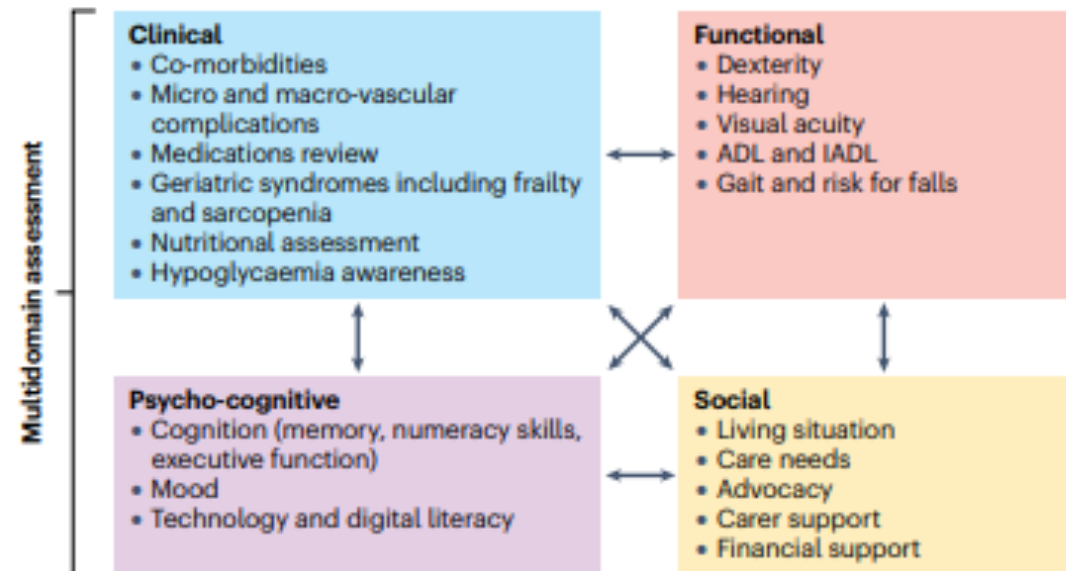 Multidomain assessment
Clinical
• Co-morbidities
• Micro and macro-vascular
complications
• Medications review
• Geriatric syndromes including frailty
and sarcopenia
• Nutritional assessment
• Hypoglycaemia awareness
Functional
• Dexterity
• Hearing
• Visual acuity
• ADL and IADL
• Gait and risk for falls
Psycho-cognitive
• Cognition (memory, numeracy skills,
executive function)
• Mood
• Technology and digital literacy
Social
• Living situation
• Care needs
• Advocacy
• Carer support
• Financial support